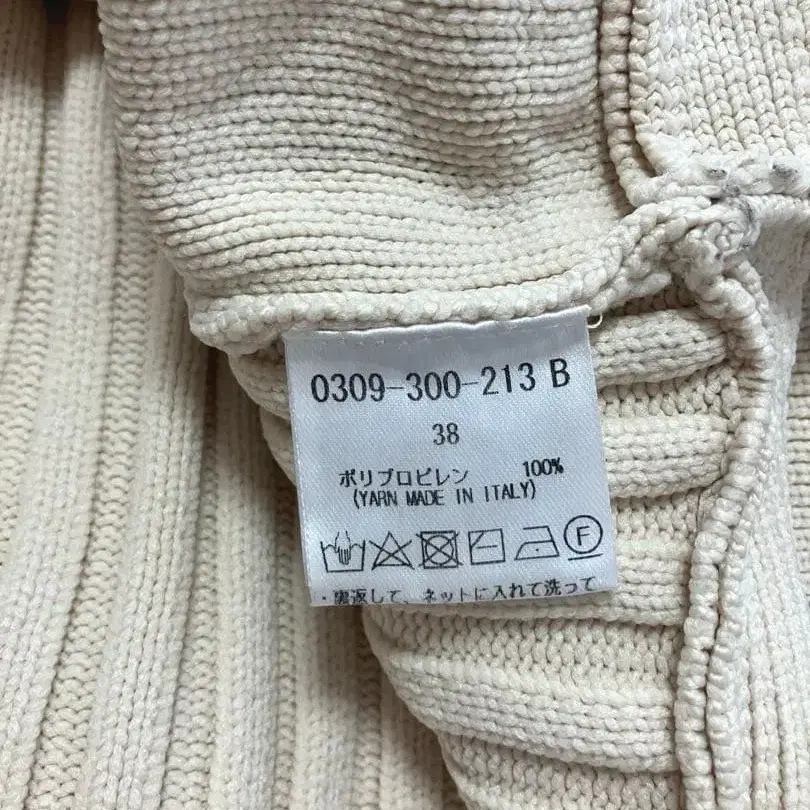 0309-300-213 B
38
ポリプロピレン 100%
(YARN MADE IN ITALY)
F
・裏返して、ネットに入れて洗って